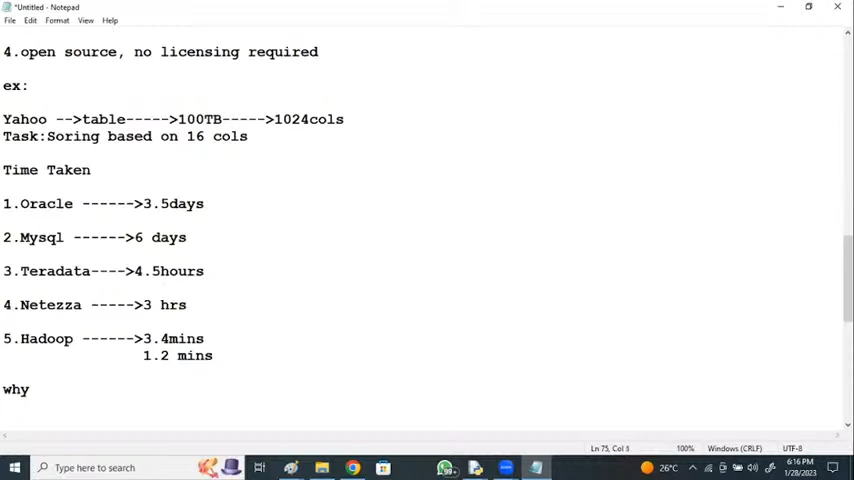 *Untitled - Notepad
File Edit Format View Help
4.open source, no licensing required
ex:
Yahoo -->table----->100TB----->1024cols
Task:Soring based on 16 cols
Time Taken
1.Oracle ------>3.5days
2.Mysql ------>6 days
3.Teradata---->4.5hours
4.Netezza ----->3 hrs
5.Hadoop ------>3.4mins
1.2 mins
why
Ln 75, Col 5 100% Windows (CRLF) UTF-8
Type here to search
99+
26°C
6:16 PM
1/28/2023